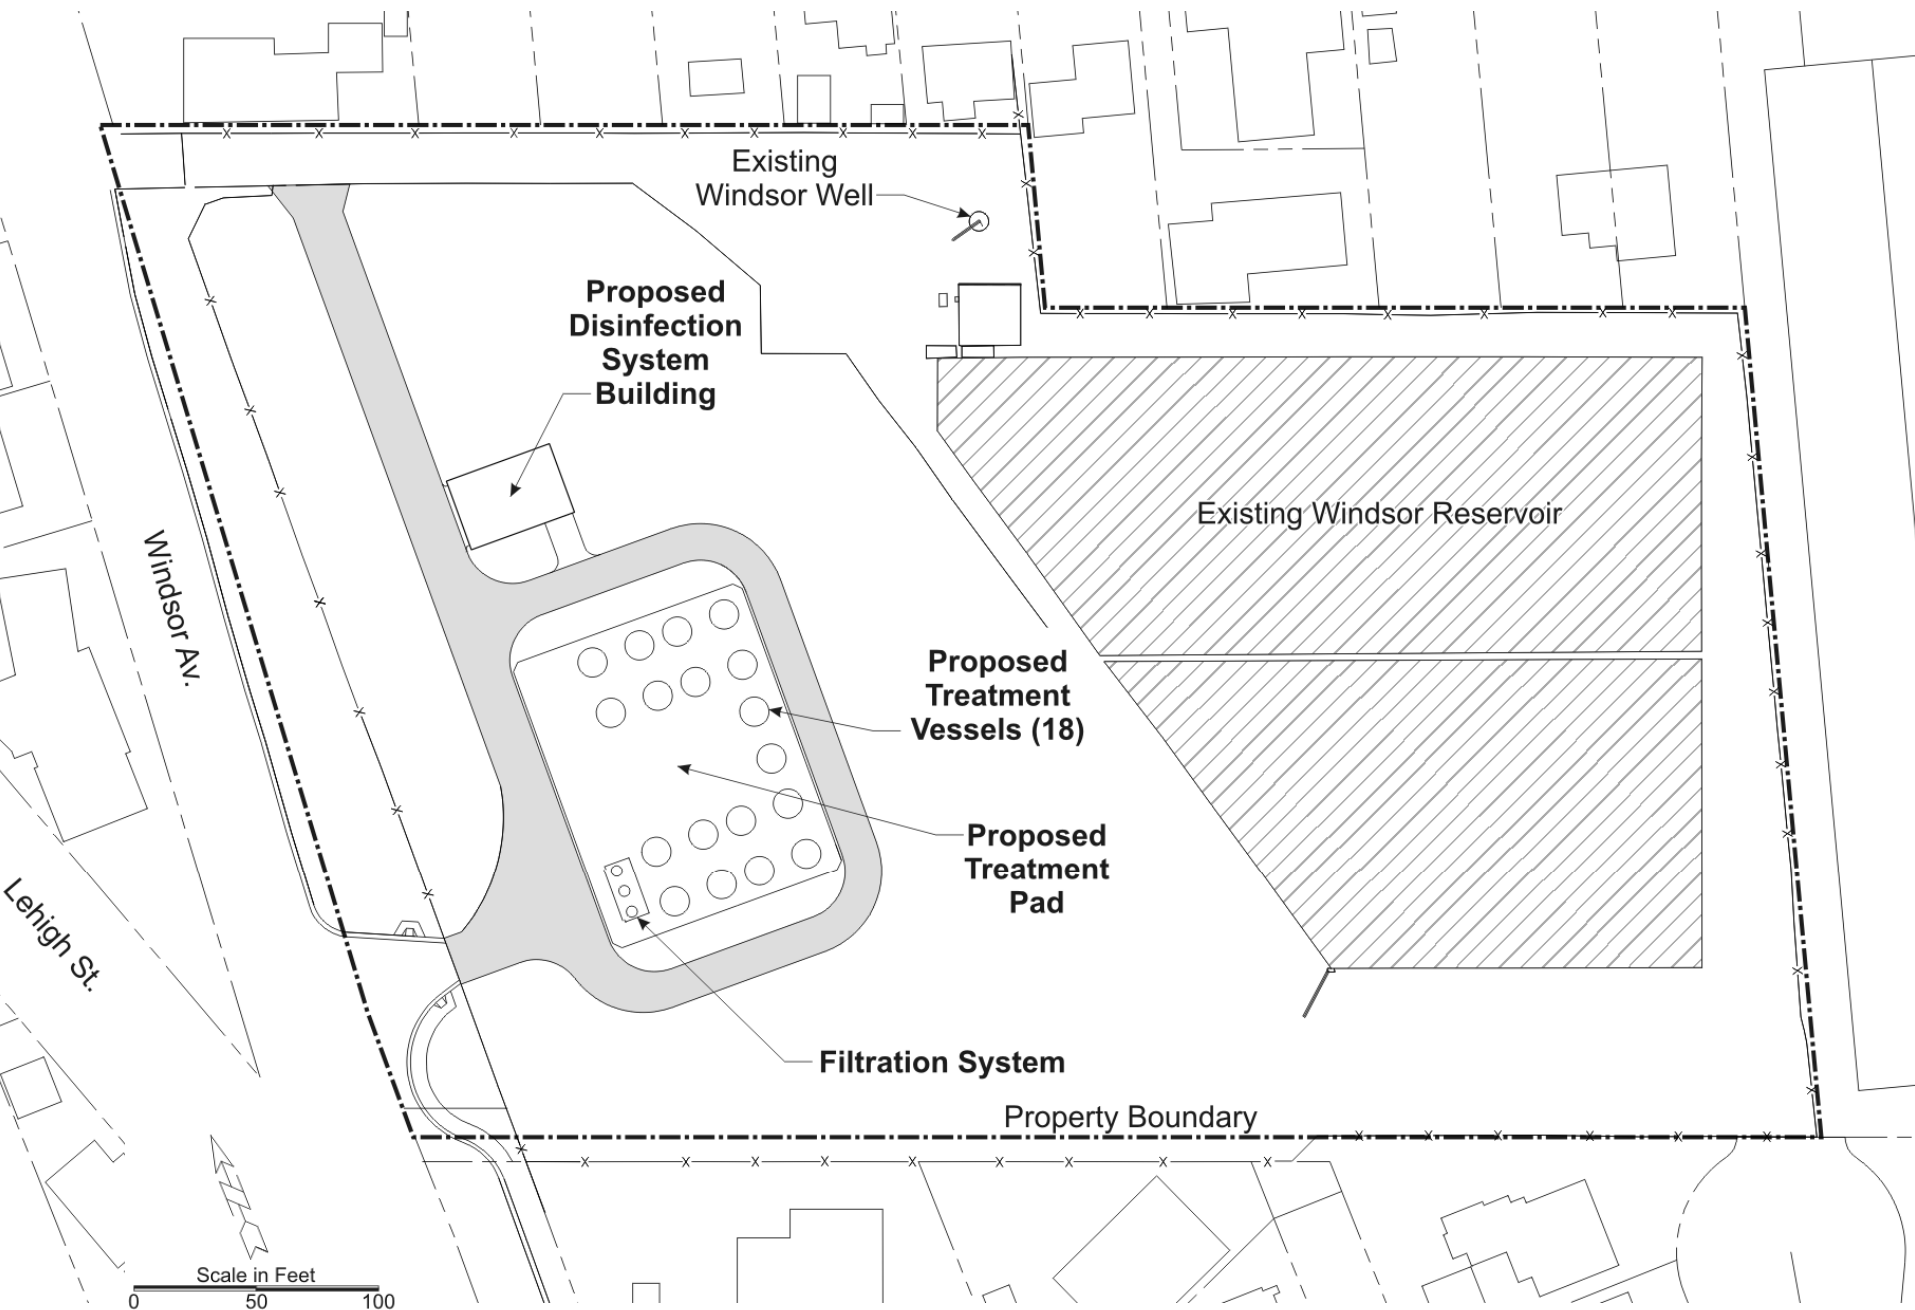 Existing
Windsor Well
Proposed
Disinfection
System
Building
Existing Windsor Reservoir
Windsor Av.
Proposed
Treatment
Vessels (18)
Proposed
Treatment
Pad
Lehigh St.
Filtration System
Property Boundary
Scale in Feet
0 50 100